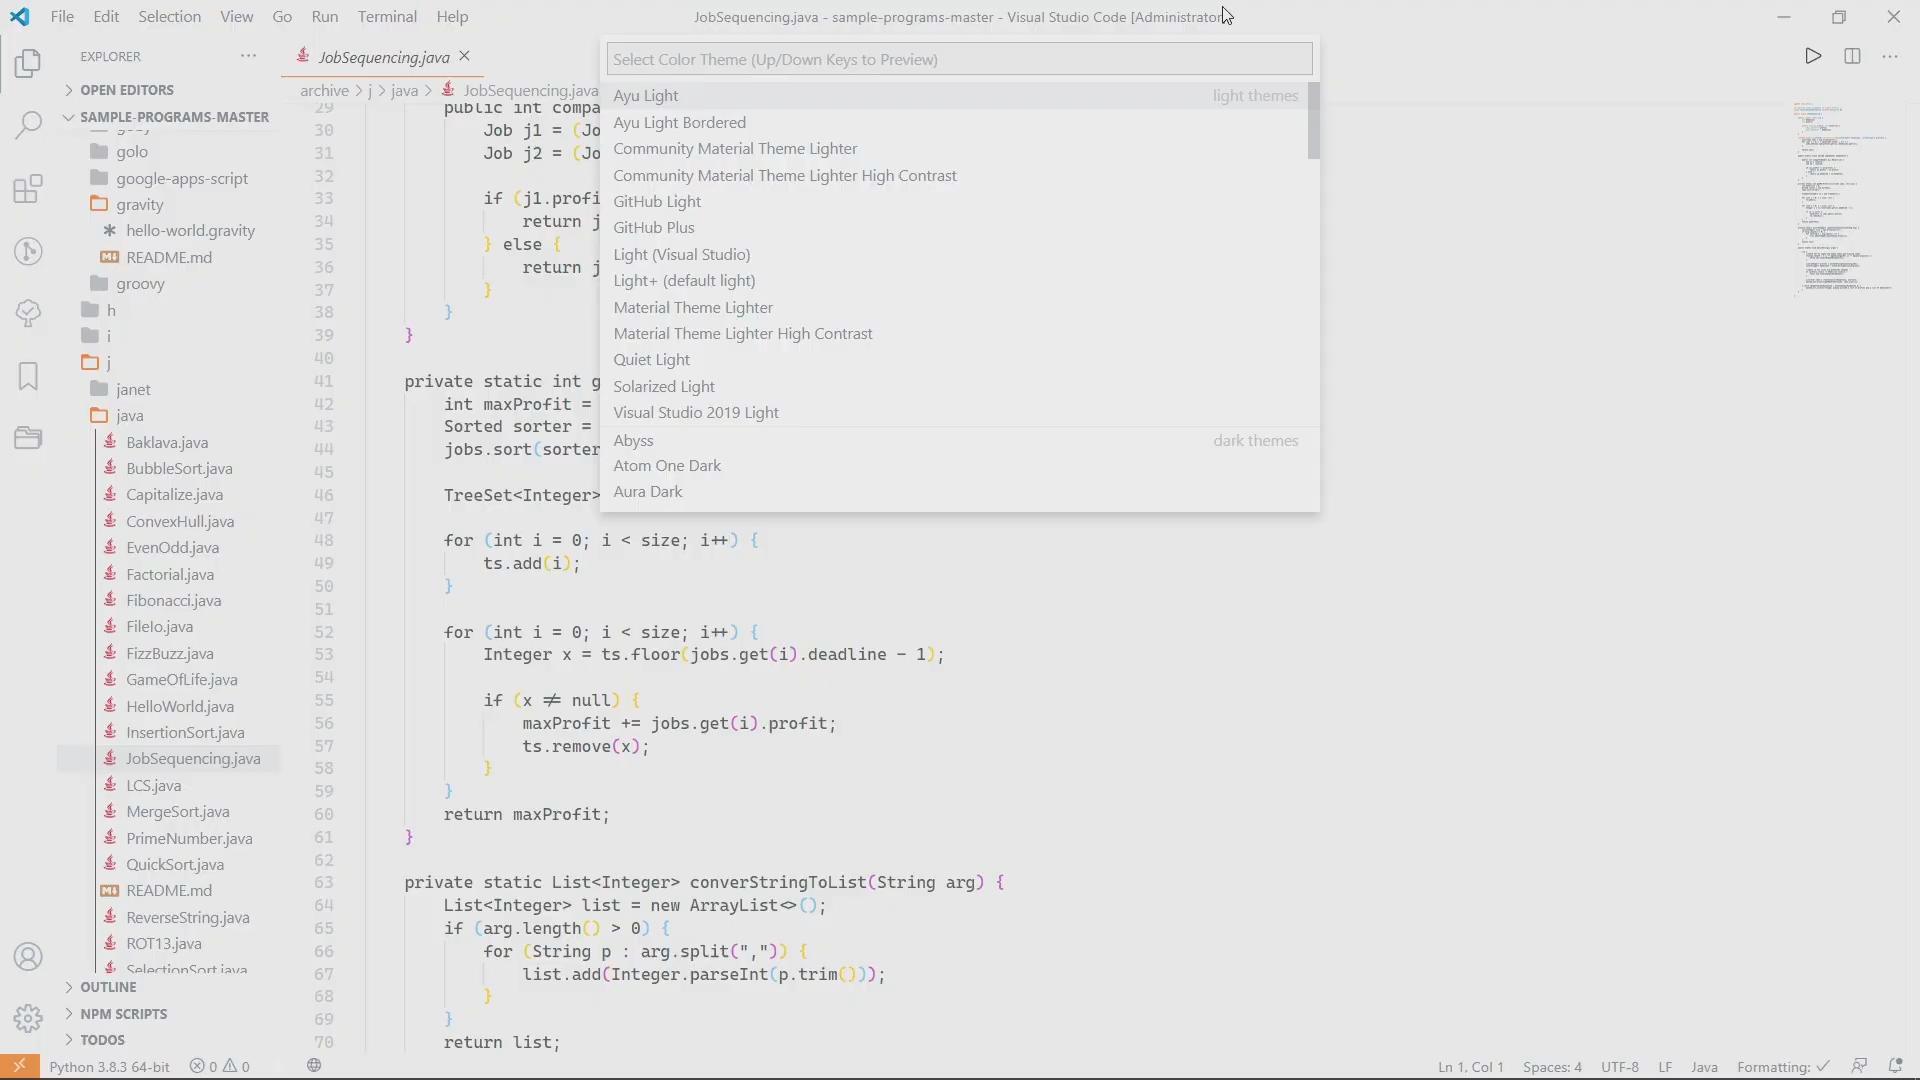 File Edit Selection View Go Run Terminal Help
JobSequencing.java - sample-programs-master - Visual Studio Code [Administrator
EXPLORER
OPEN EDITORS
SAMPLE-PROGRAMS-MASTER
golo
google-apps-script
gravity
hello-world.gravity
README.md
groovy
h
i
j
janet
java
Baklava.java
BubbleSort.java
Capitalize.java
ConvexHull.java
EvenOdd.java
Factorial.java
Fibonacci.java
FileIo.java
FizzBuzz.java
GameOfLife.java
HelloWorld.java
InsertionSort.java
JobSequencing.java
LCS.java
MergeSort.java
PrimeNumber.java
QuickSort.java
README.md
ReverseString.java
ROT13.java
SelectionSort.java
OUTLINE
NPM SCRIPTS
TODOS
JobSequencing.java
archive > j > java > JobSequencing.java
Select Color Theme (Up/Down Keys to Preview)
Ayu Light light themes
Ayu Light Bordered
Community Material Theme Lighter
Community Material Theme Lighter High Contrast
GitHub Light
GitHub Plus
Light (Visual Studio)
Light+ (default light)
Material Theme Lighter
Material Theme Lighter High Contrast
Quiet Light
Solarized Light
Visual Studio 2019 Light
Abyss dark themes
Atom One Dark
Aura Dark
29 public int compa
30 Job j1 = (Jo
31 Job j2 = (Jo
32
33 if (j1.profi
34 return j
35 } else {
36 return j
37 }
38 }
39 }
40
41 private static int g
42 int maxProfit =
43 Sorted sorter =
44 jobs.sort(sorter
45
46 TreeSet<Integer>
47
48 for (int i = 0; i < size; i++) {
49 ts.add(i);
50 }
51
52 for (int i = 0; i < size; i++) {
53 Integer x = ts.floor(jobs.get(i).deadline - 1);
54
55 if (x != null) {
56 maxProfit += jobs.get(i).profit;
57 ts.remove(x);
58 }
59 }
60 return maxProfit;
61 }
62
63 private static List<Integer> converStringToList(String arg) {
64 List<Integer> list = new ArrayList<>();
65 if (arg.length() > 0) {
66 for (String p : arg.split(",")) {
67 list.add(Integer.parseInt(p.trim()));
68 }
69 }
70 return list;
Python 3.8.3 64-bit 0 0
Ln 1, Col 1 Spaces: 4 UTF-8 LF Java Formatting: ✓